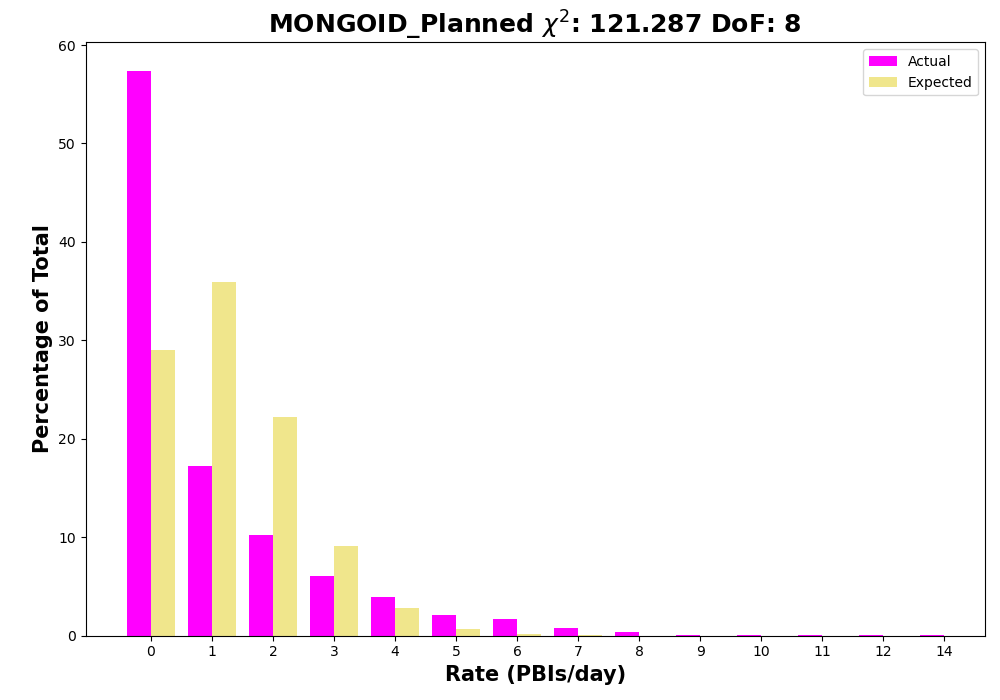 MONGOID_Planned χ²: 121.287 DoF: 8
Actual
Expected
60
50
40
30
20
10
0
Percentage of Total
0 1 2 3 4 5 6 7 8 9 10 11 12 14
Rate (PBIs/day)